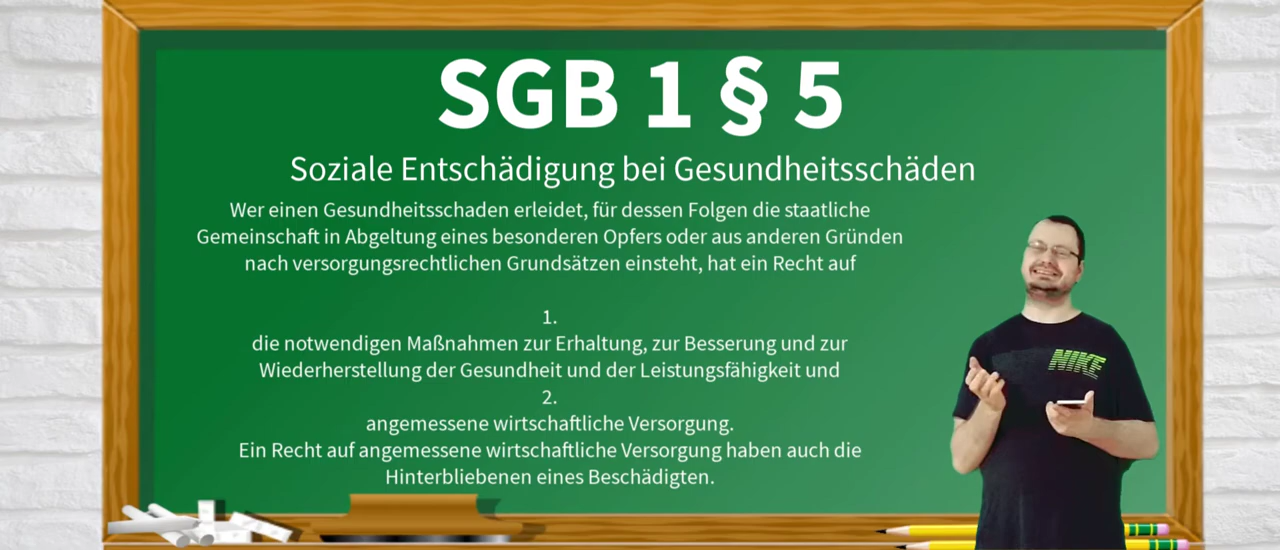 SGB 1 § 5
Soziale Entschädigung bei Gesundheitsschäden
Wer einen Gesundheitsschaden erleidet, für dessen Folgen die staatliche
Gemeinschaft in Abgeltung eines besonderen Opfers oder aus anderen Gründen
nach versorgungsrechtlichen Grundsätzen einsteht, hat ein Recht auf
1.
die notwendigen Maßnahmen zur Erhaltung, zur Besserung und zur
Wiederherstellung der Gesundheit und der Leistungsfähigkeit und
2.
angemessene wirtschaftliche Versorgung.
Ein Recht auf angemessene wirtschaftliche Versorgung haben auch die
Hinterbliebenen eines Beschädigten.
NIKE